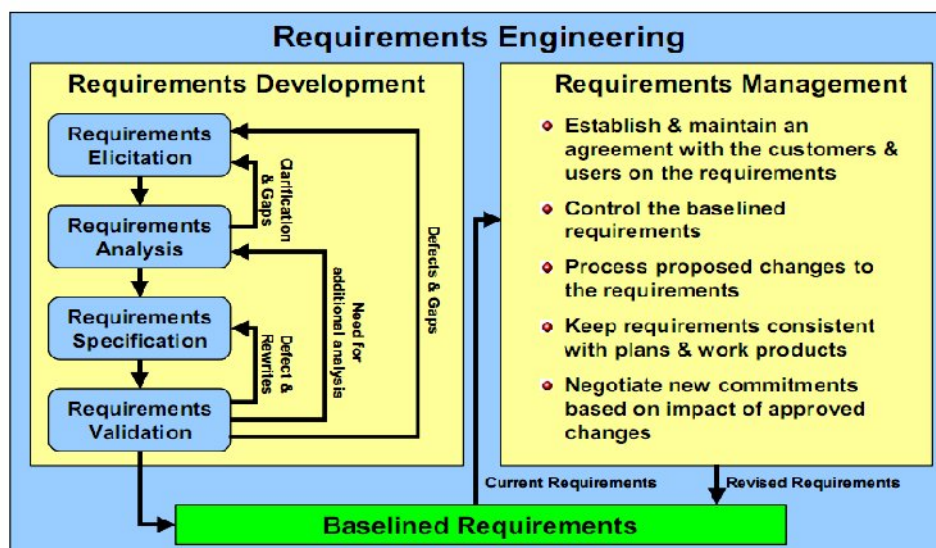 Requirements Engineering
Requirements Development
Requirements
Elicitation
Requirements
Analysis
Requirements
Specification
Requirements
Validation
Clarification
& Gaps
Defect &
Rewrites
Need for
additional analysis
Defects & Gaps
Requirements Management
Establish & maintain an
agreement with the customers &
users on the requirements
Control the baselined
requirements
Process proposed changes to
the requirements
Keep requirements consistent
with plans & work products
Negotiate new commitments
based on impact of approved
changes
Current Requirements
Revised Requirements
Baselined Requirements